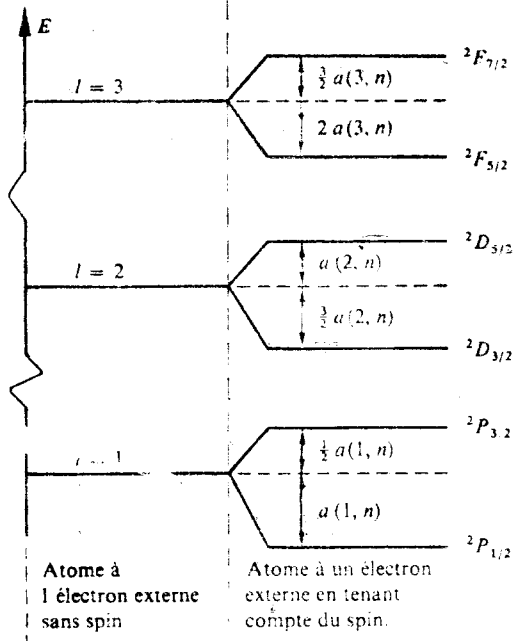 E
²F₇/₂
l = 3
3/2 a(3, n)
2 a(3, n)
²F₅/₂
²D₅/₂
l = 2
a(2, n)
3/2 a(2, n)
²D₃/₂
²P₃.₂
l = 1
1/2 a(1, n)
a(1, n)
²P₁/₂
Atome à
1 électron externe
sans spin
Atome à un électron
externe en tenant
compte du spin.